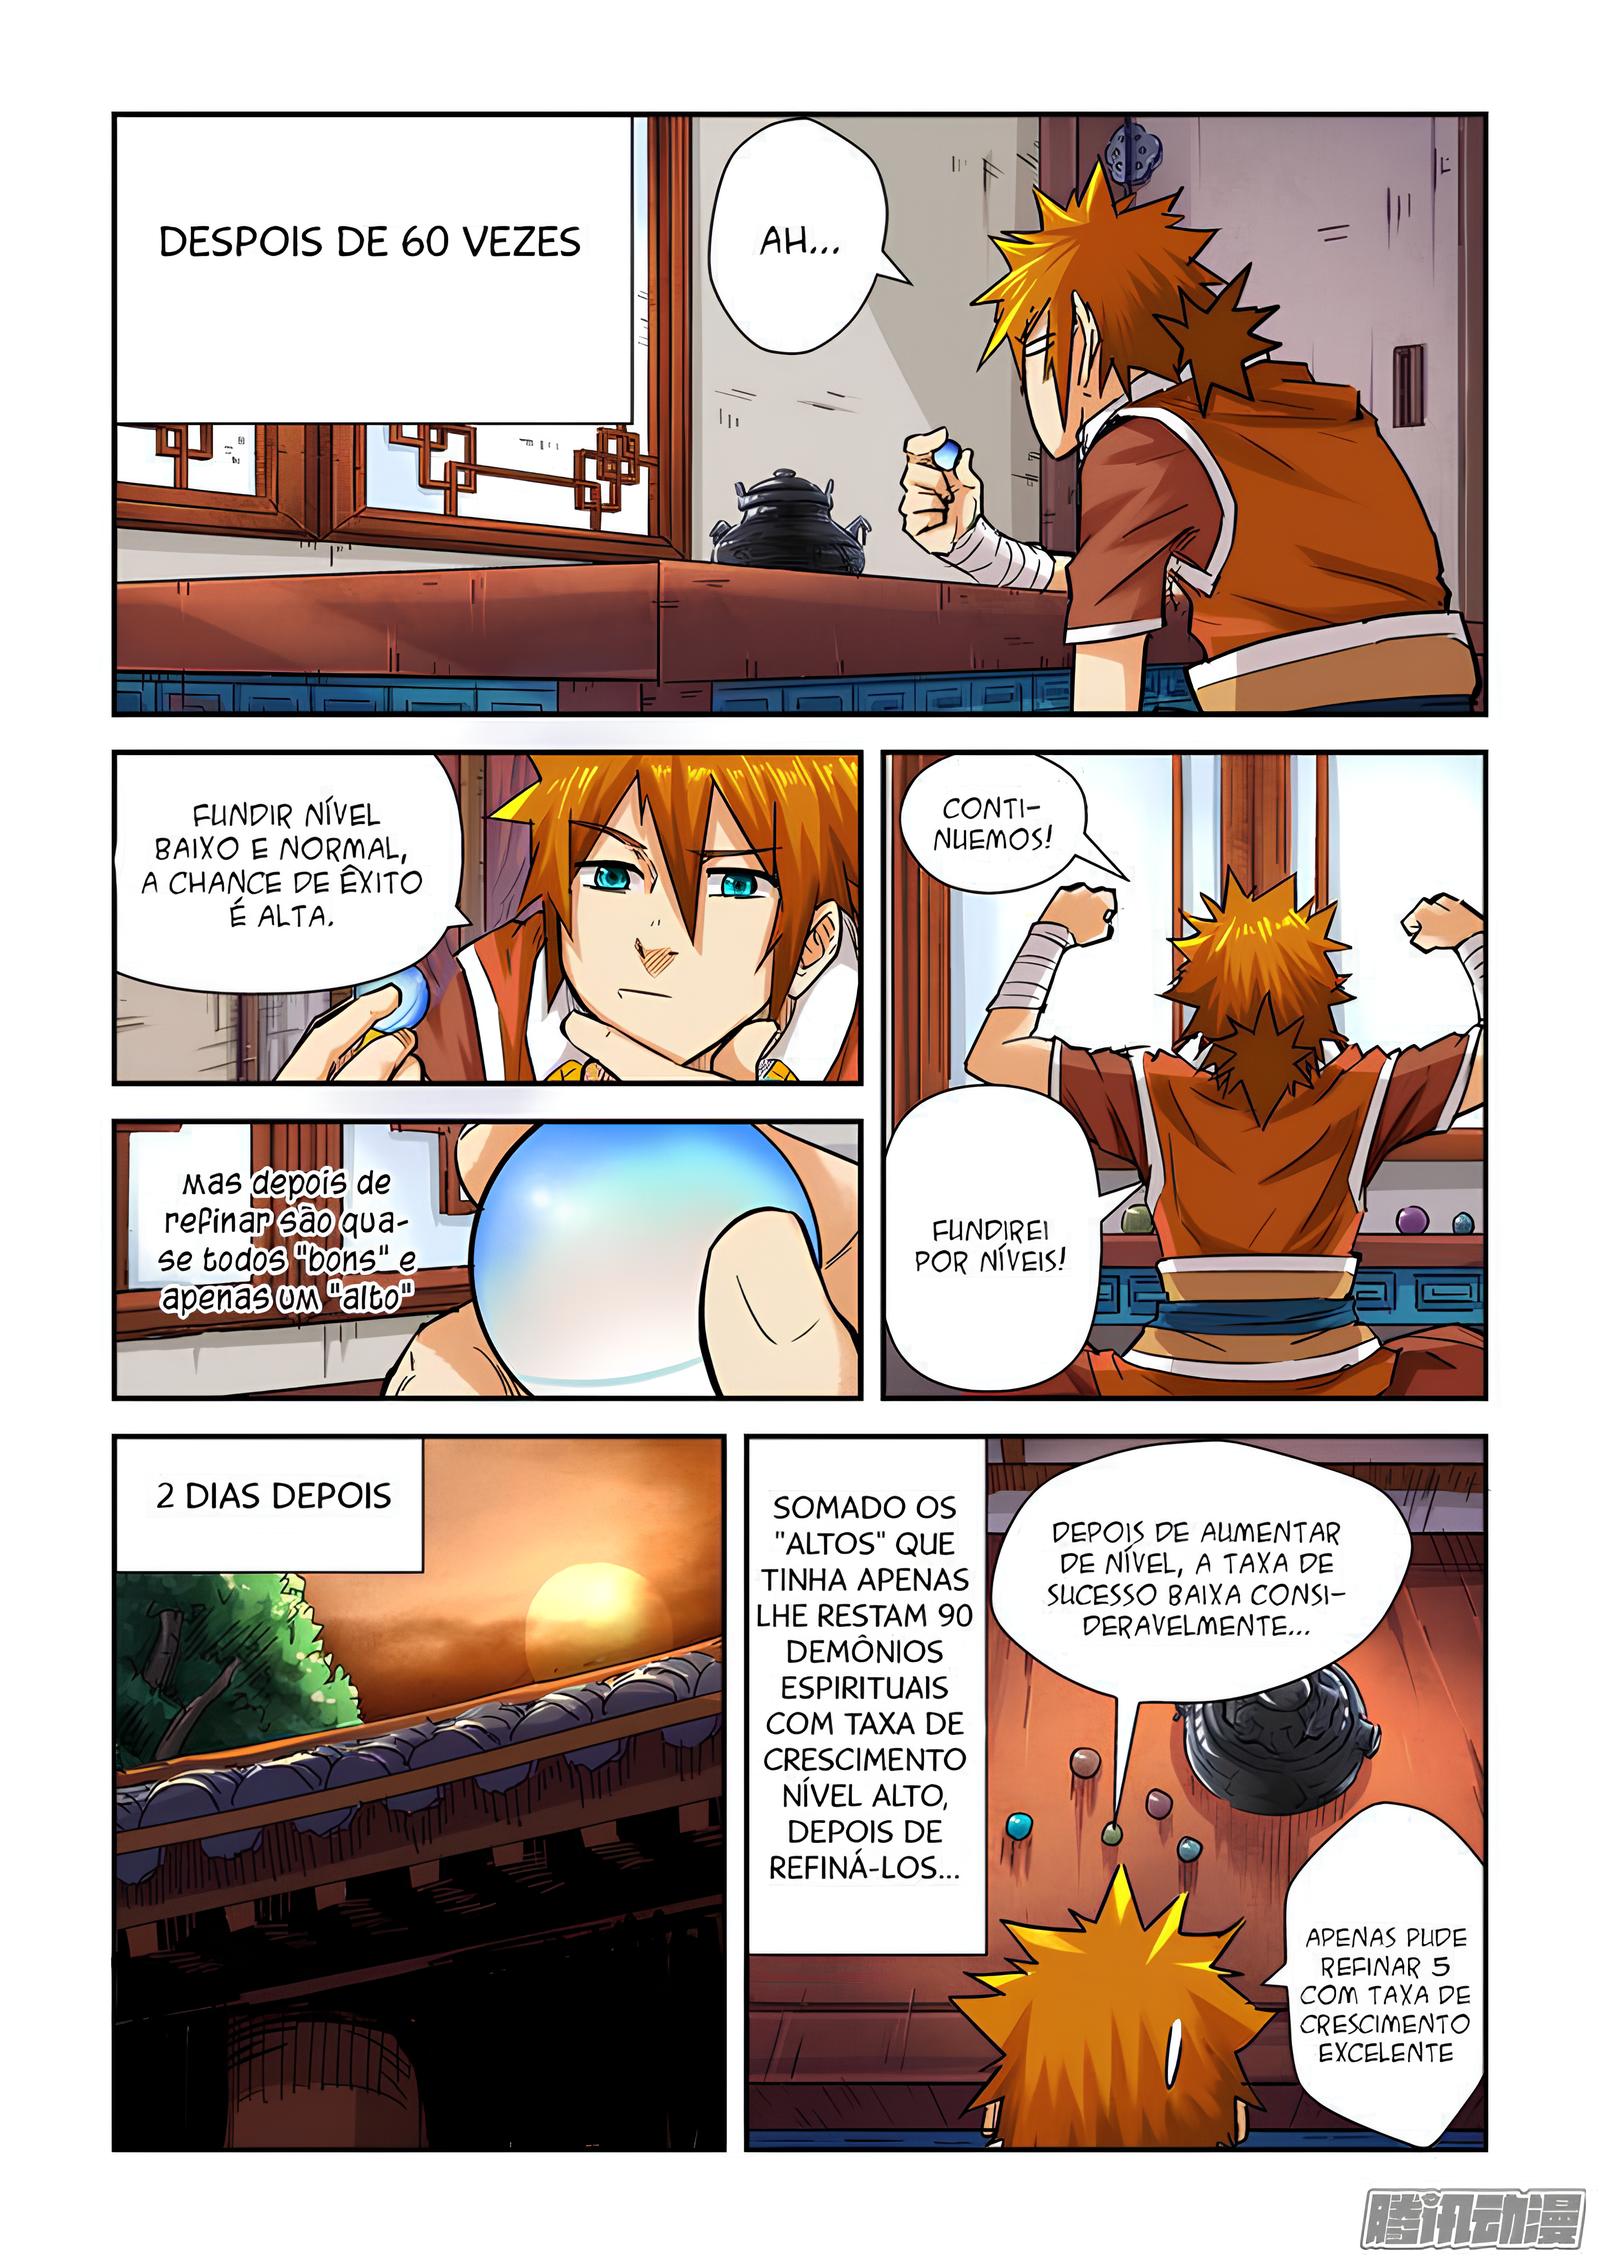 DESPOIS DE 60 VEZES
AH...
FUNDIR NÍVEL
BAIXO E NORMAL,
A CHANCE DE ÊXITO
É ALTA.
Mas depois de
refinar são qua-
se todos "bons" e
apenas um "alto"
CONTI-
NUEMOS!
FUNDIREI
POR NÍVEIS!
2 DIAS DEPOIS
SOMADO OS
"ALTOS" QUE
TINHA APENAS
LHE RESTAM 90
DEMÔNIOS
ESPIRITUAIS
COM TAXA DE
CRESCIMENTO
NÍVEL ALTO,
DEPOIS DE
REFINÁ-LOS...
DEPOIS DE AUMENTAR
DE NÍVEL, A TAXA DE
SUCESSO BAIXA CONSI-
DERAVELMENTE...
APENAS PUDE
REFINAR 5
COM TAXA DE
CRESCIMENTO
EXCELENTE
腾讯动漫